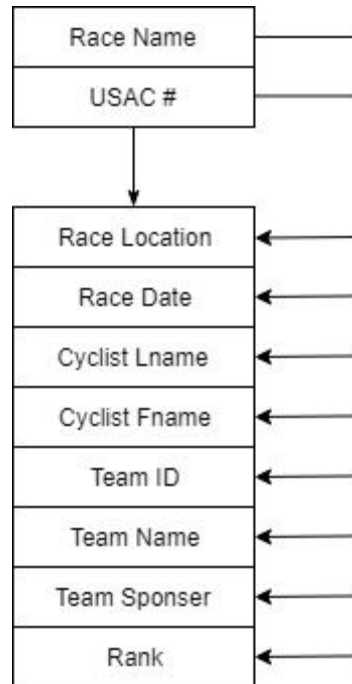 Race Name
USAC #
Race Location
Race Date
Cyclist Lname
Cyclist Fname
Team ID
Team Name
Team Sponser
Rank